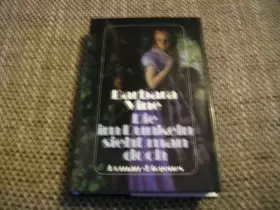 Barbara
Vine
Die
im Dunkeln
sieht man
doch
Roman · Diogenes